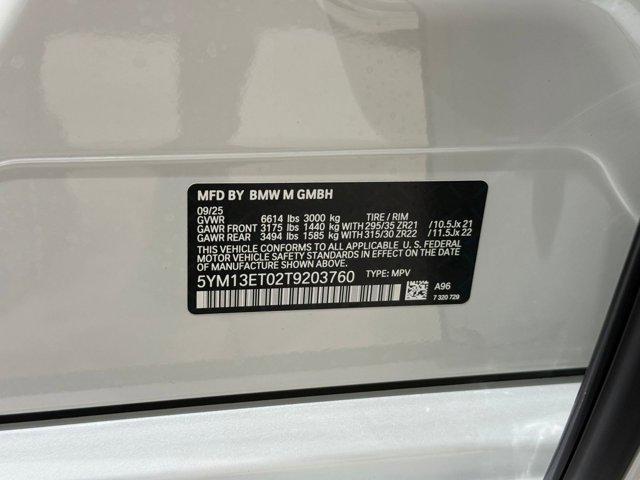 MFD BY BMW M GMBH
09/25
GVWR 6614 lbs 3000 kg TIRE / RIM
GAWR FRONT 3175 lbs 1440 kg WITH 295/35 ZR21 /10.5Jx 21
GAWR REAR 3494 lbs 1585 kg WITH 315/30 ZR22 /11.5Jx 22
THIS VEHICLE CONFORMS TO ALL APPLICABLE U.S. FEDERAL
MOTOR VEHICLE SAFETY STANDARDS IN EFFECT ON THE DATE
OF MANUFACTURE SHOWN ABOVE.
5YM13ET02T9203760 TYPE: MPV
A96
7 320 729